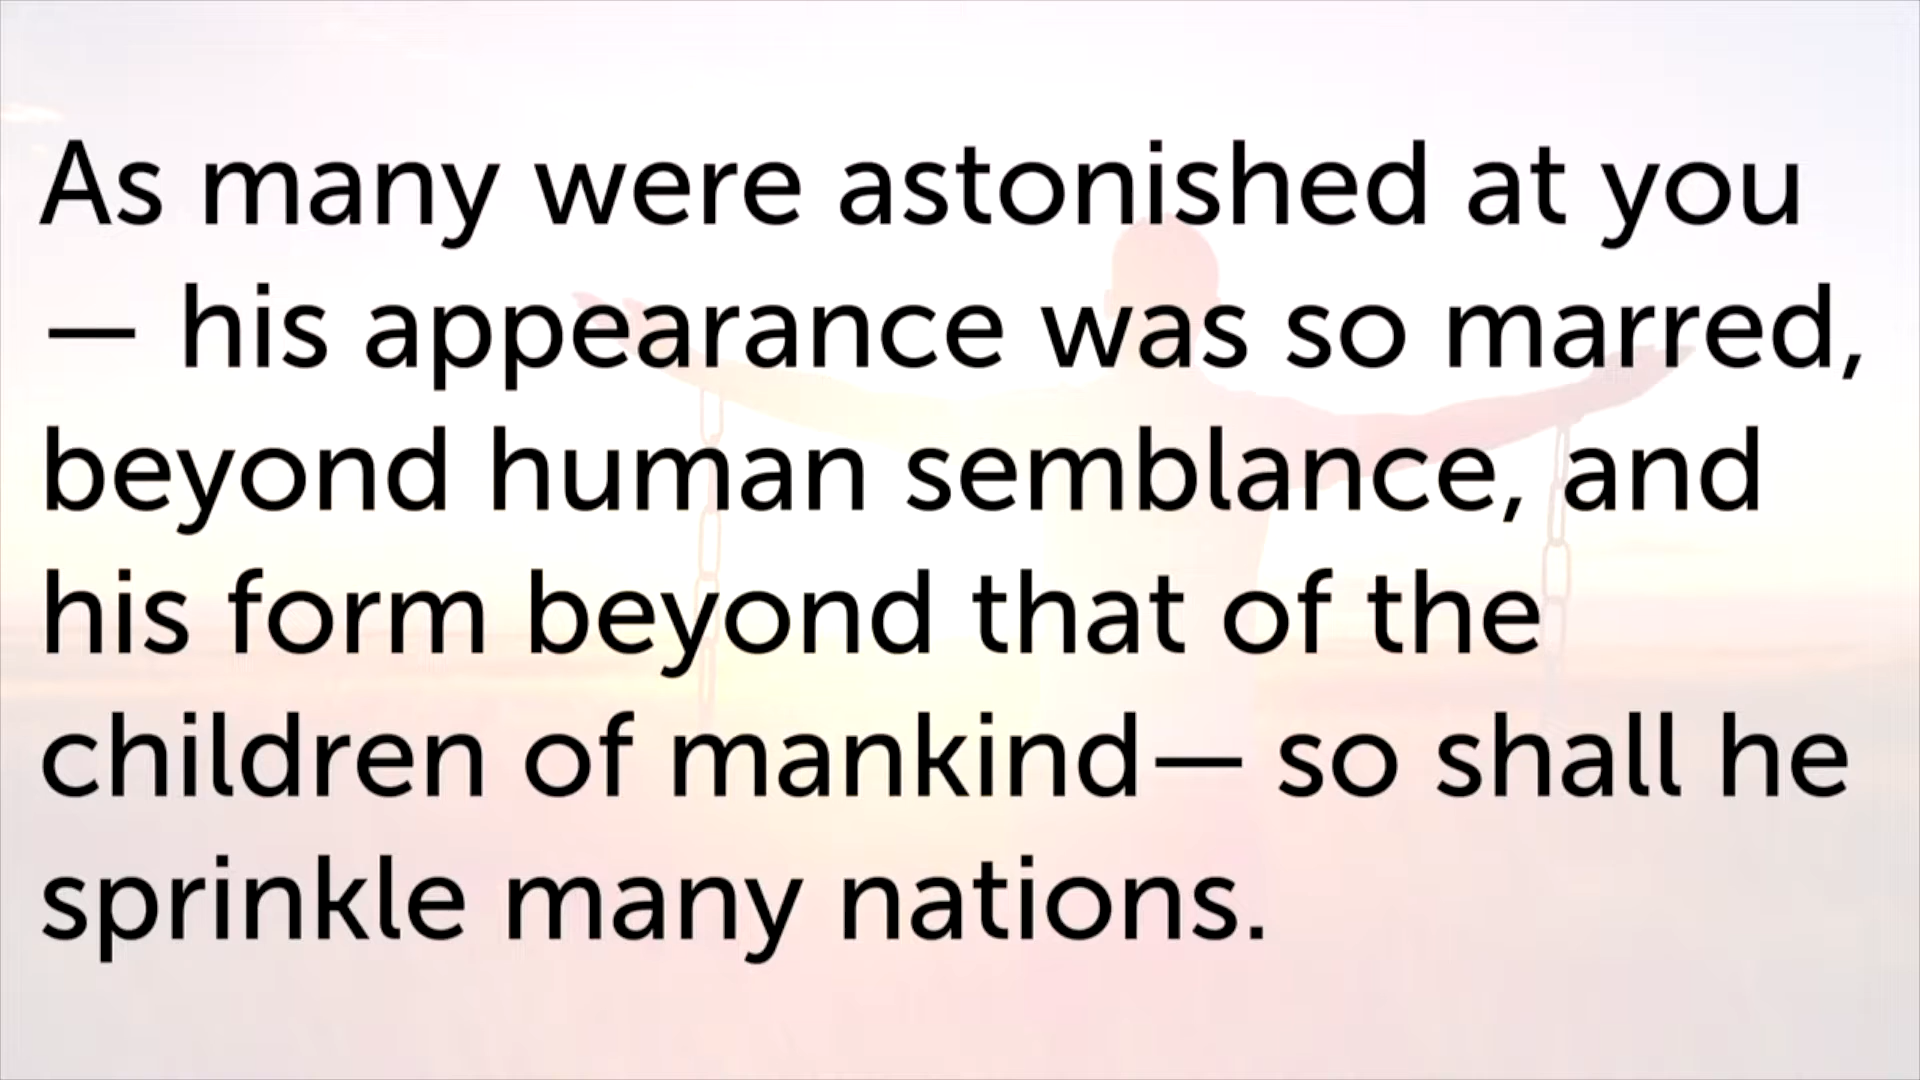 As many were astonished at you
— his appearance was so marred,
beyond human semblance, and
his form beyond that of the
children of mankind— so shall he
sprinkle many nations.